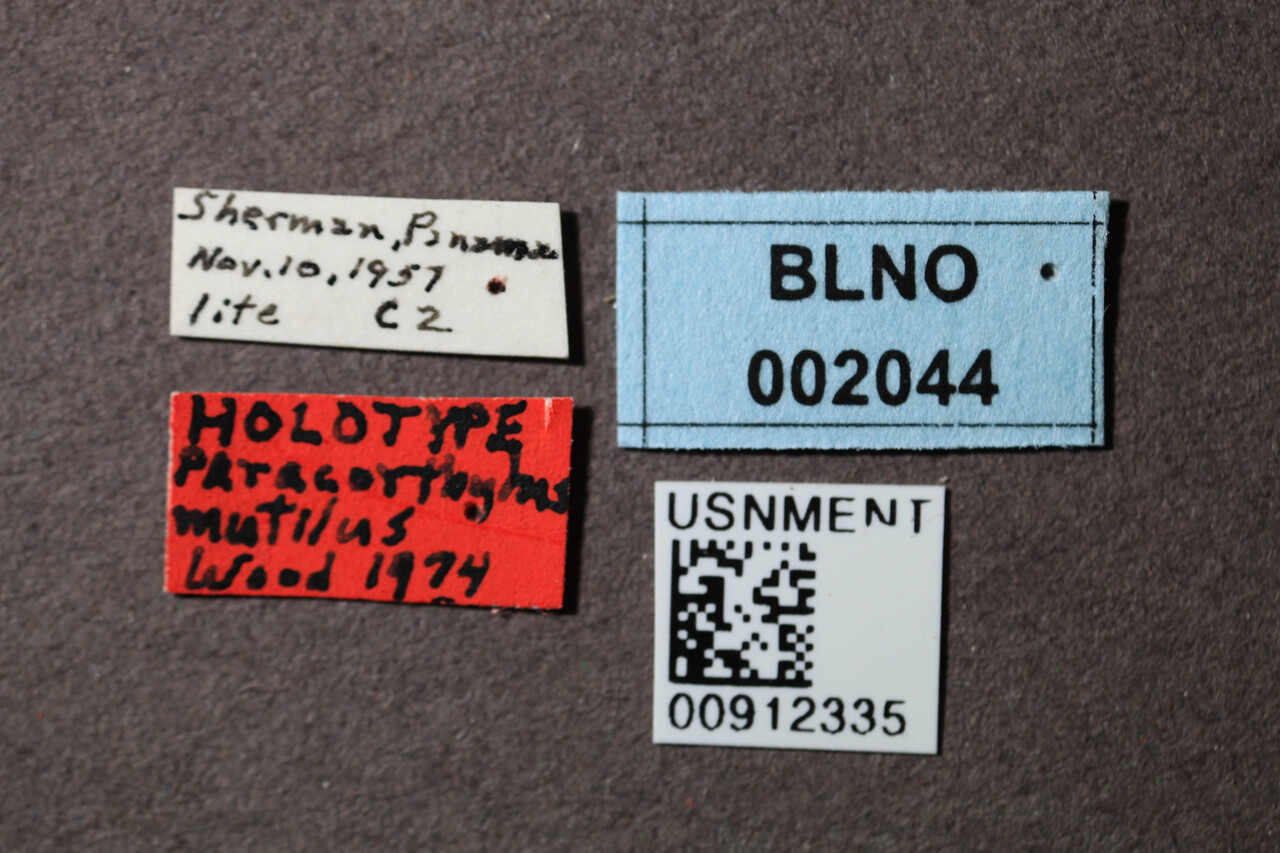 Sherman, Panama
Nov. 10, 1957
lite C2
HOLOTYPE
Paracorthylus
mutilus
Wood 1974
BLNO
002044
USNMENT
00912335